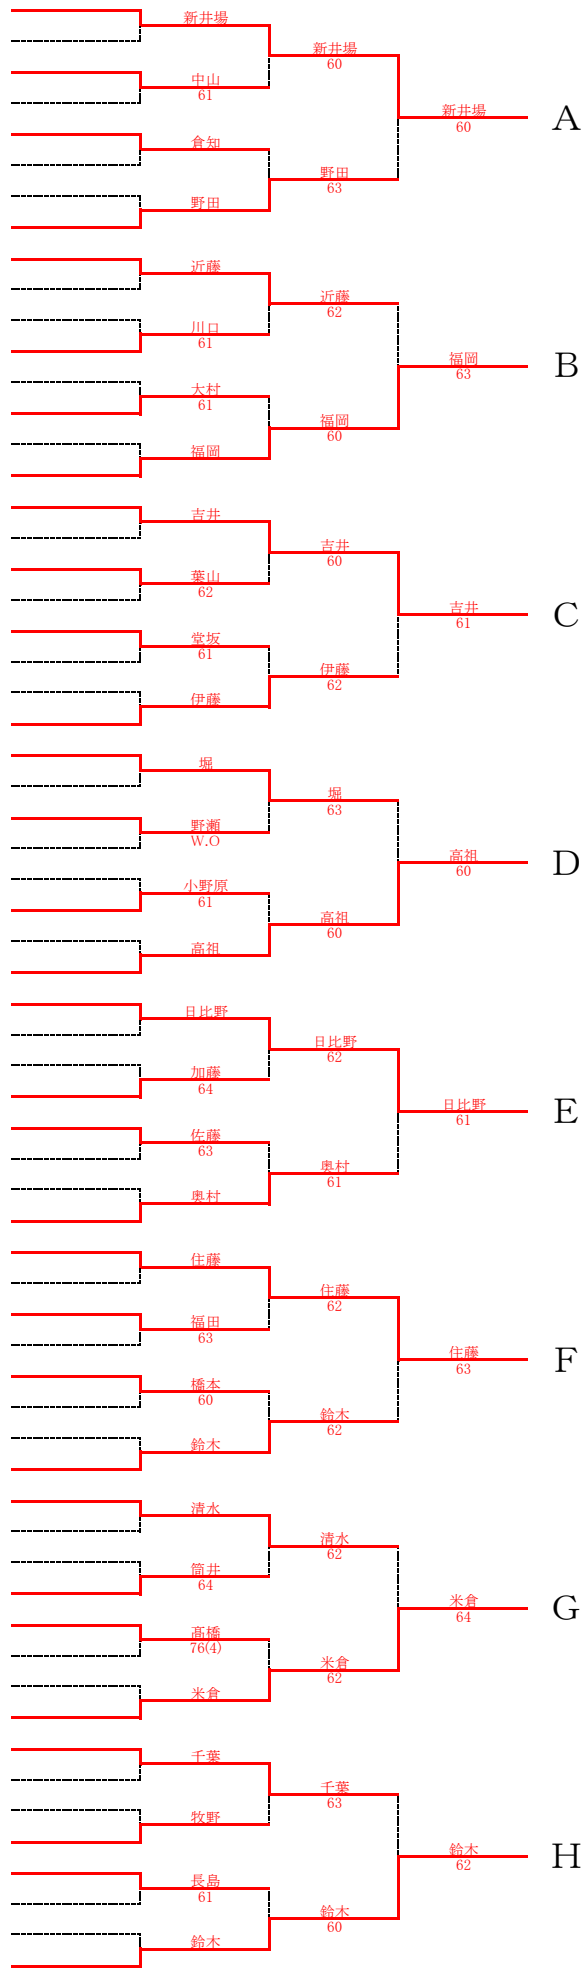 新井場
新井場
60
中山
61
新井場
60
A
倉知
野田
63
野田
近藤
近藤
62
川口
61
福岡
63
B
大村
61
福岡
60
福岡
吉井
吉井
60
葉山
62
吉井
61
C
堂坂
61
伊藤
62
伊藤
堀
堀
63
野瀬
W.O
高祖
60
D
小野原
61
高祖
60
高祖
日比野
日比野
62
加藤
64
日比野
61
E
佐藤
63
奥村
61
奥村
住藤
住藤
62
福田
63
住藤
63
F
橋本
60
鈴木
62
鈴木
清水
清水
62
筒井
64
米倉
64
G
髙橋
76(4)
米倉
62
米倉
千葉
千葉
63
牧野
鈴木
62
H
長島
61
鈴木
60
鈴木